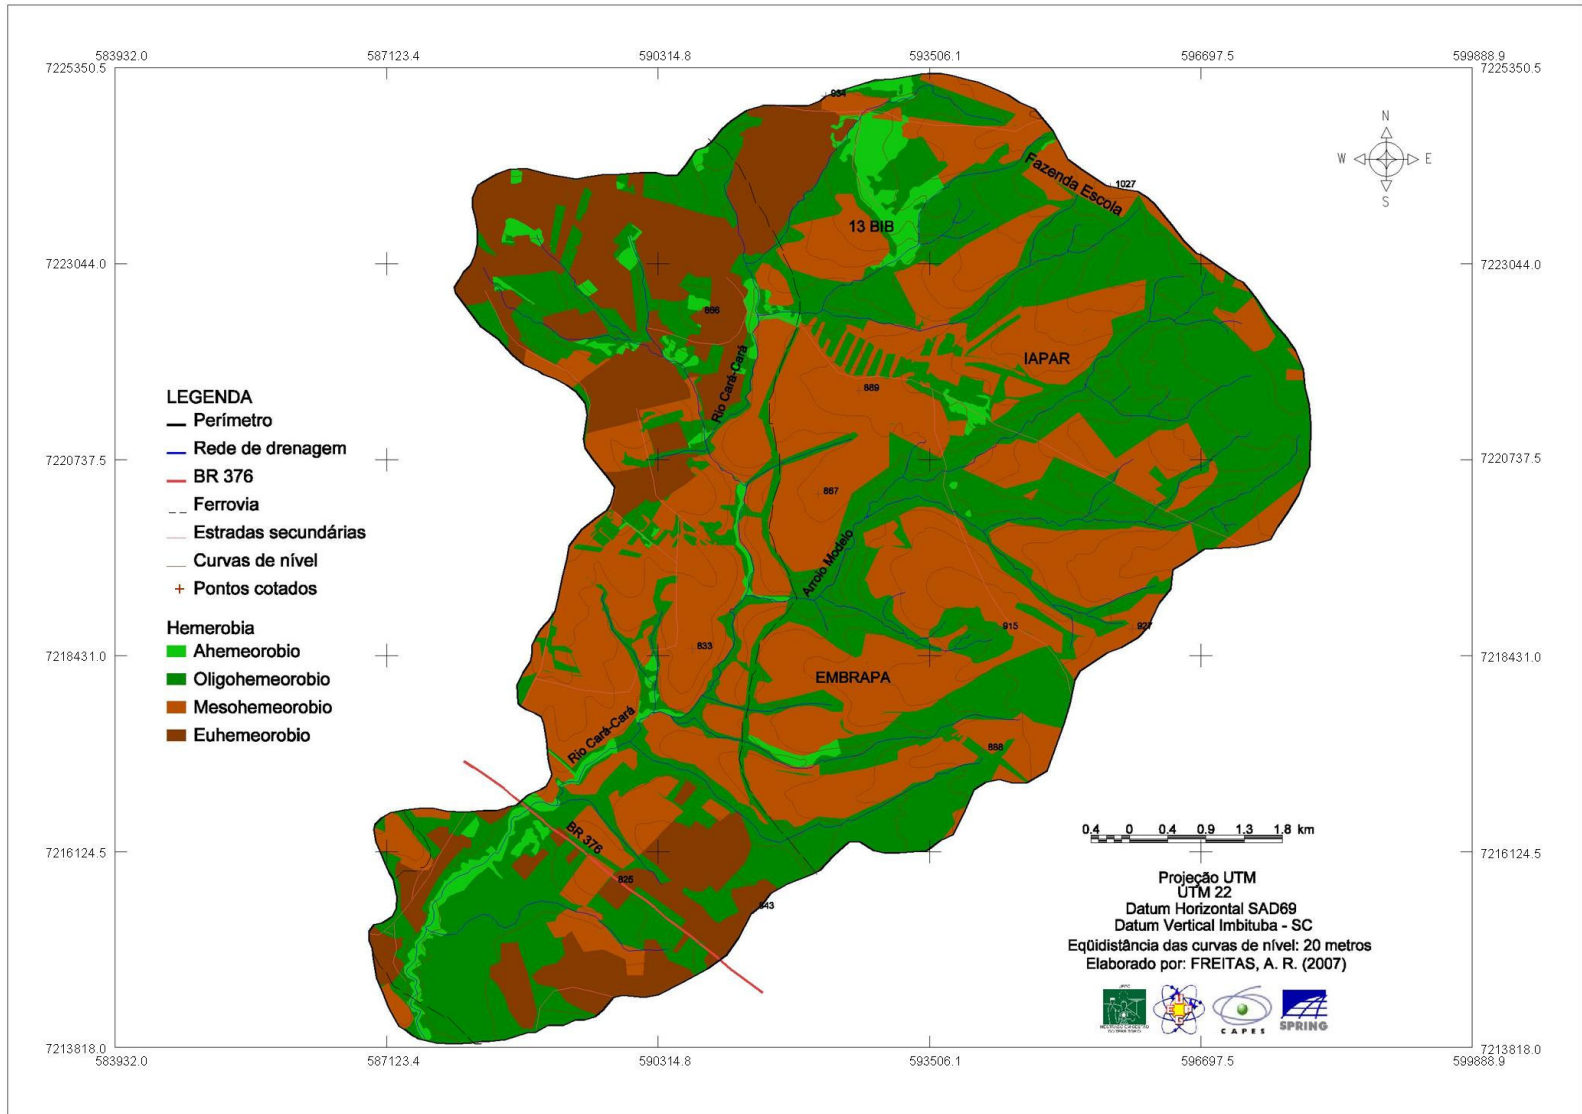 583932.0
587123.4
590314.8
593506.1
596697.5
599888.9
7225350.5
7225350.5
934
N
W
E
S
Fazenda Escola
1027
13 BIB
7223044.0
7223044.0
866
IAPAR
Rio Cará-Cará
889
LEGENDA
Perímetro
Rede de drenagem
BR 376
Ferrovia
Estradas secundárias
Curvas de nível
Pontos cotados
7220737.5
7220737.5
867
Arroio Modelo
Hemerobia
Ahemeorobio
Oligohemeorobio
Mesohemeorobio
Euhemeorobio
915
927
833
7218431.0
7218431.0
EMBRAPA
Rio Cará-Cará
888
BR 376
7216124.5
7216124.5
825
843
0.4 0 0.4 0.9 1.3 1.8 km
Projeção UTM
UTM 22
Datum Horizontal SAD69
Datum Vertical Imbituba - SC
Eqüidistância das curvas de nível: 20 metros
Elaborado por: FREITAS, A. R. (2007)
U
E P
G
CAPES
SPRING
7213818.0
7213818.0
583932.0
587123.4
590314.8
593506.1
596697.5
599888.9